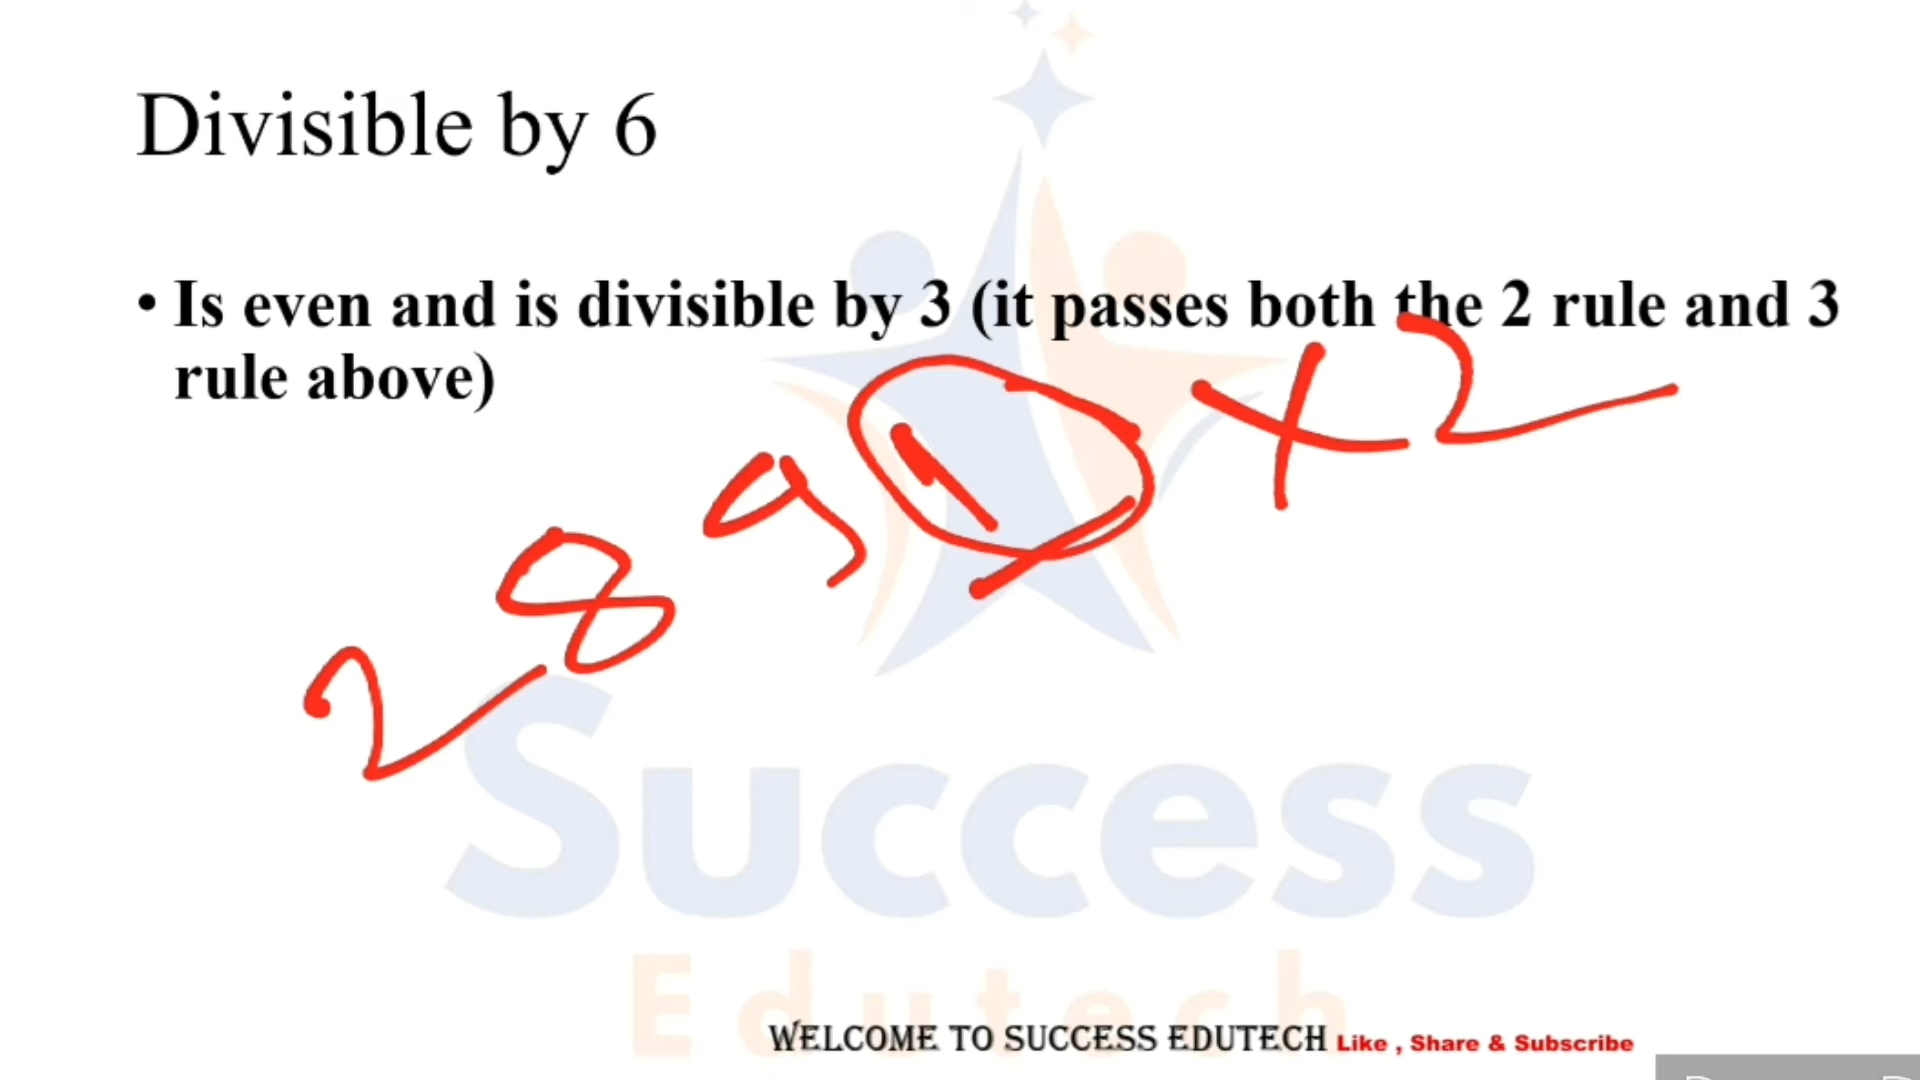 Divisible by 6
• Is even and is divisible by 3 (it passes both the 2 rule and 3
rule above)
2891 x 2
Success
Edutech
WELCOME TO SUCCESS EDUTECH Like , Share & Subscribe